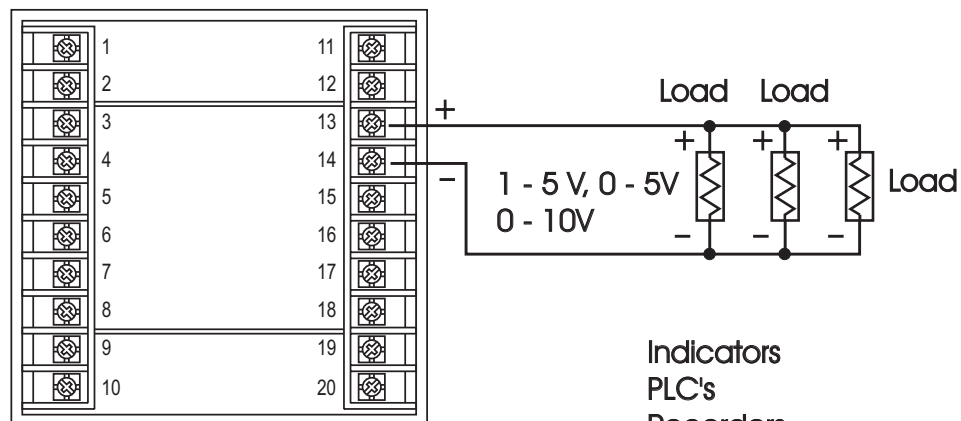 1 11
2 12
3 13 +
4 14 −
5 15
6 16
7 17
8 18
9 19
10 20
Load Load
+ + +
1 - 5 V, 0 - 5V
0 - 10V
Load
− − −
Indicators
PLC's
Recorders